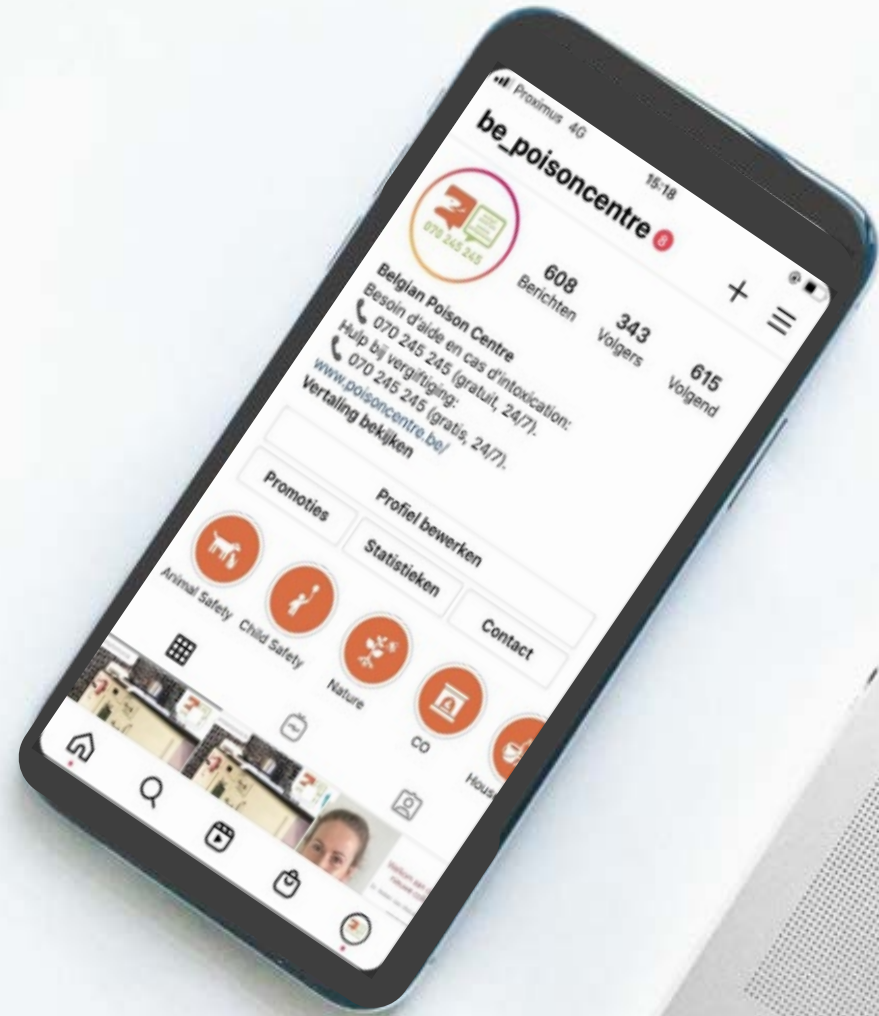 Proximus 4G
15:18
be_poisoncentre 8
070 245 245
608
Berichten
343
Volgers
615
Volgend
Belgian Poison Centre
Besoin d'aide en cas d'intoxication:
070 245 245 (gratuit, 24/7).
Hulp bij vergiftiging:
070 245 245 (gratis, 24/7).
www.poisoncentre.be/
Vertaling bekijken
Profiel bewerken
Promoties
Statistieken
Contact
Animal Safety
Child Safety
Nature
CO
House